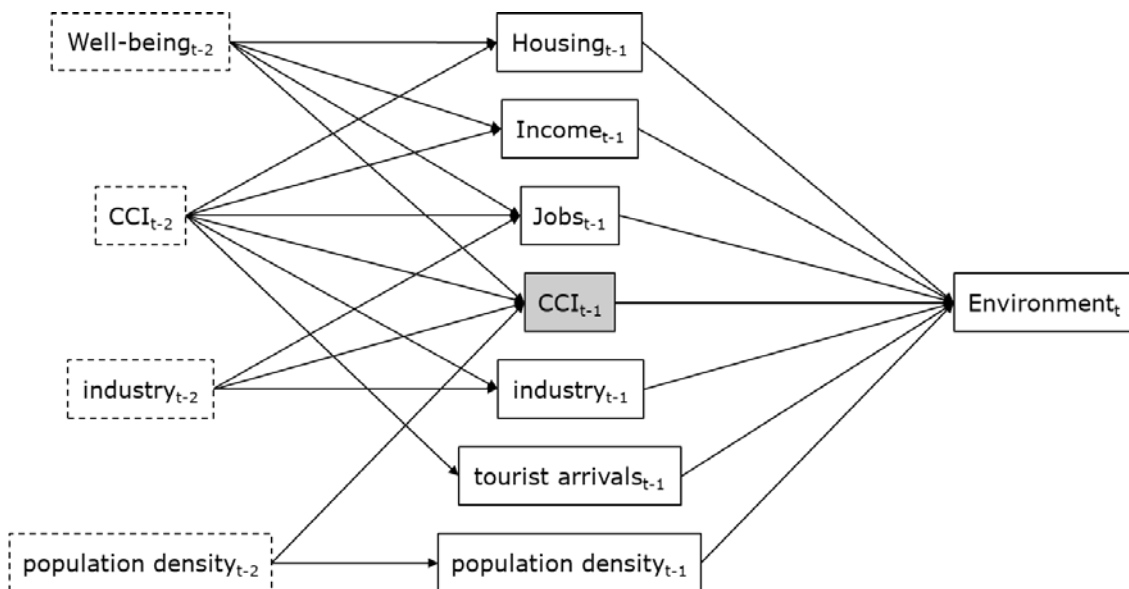 Well-being t-2
Housing t-1
Income t-1
CCI t-2
Jobs t-1
CCI t-1
Environment t
industry t-2
industry t-1
tourist arrivals t-1
population density t-2
population density t-1